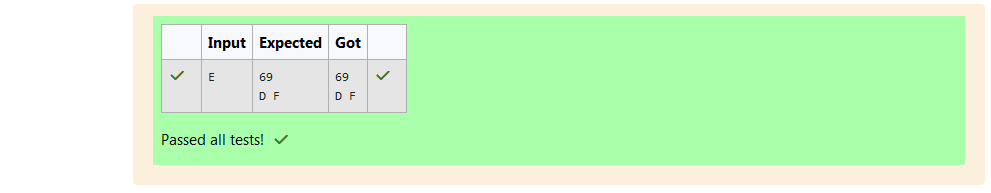 Input Expected Got
E 69 69
D F D F
Passed all tests!